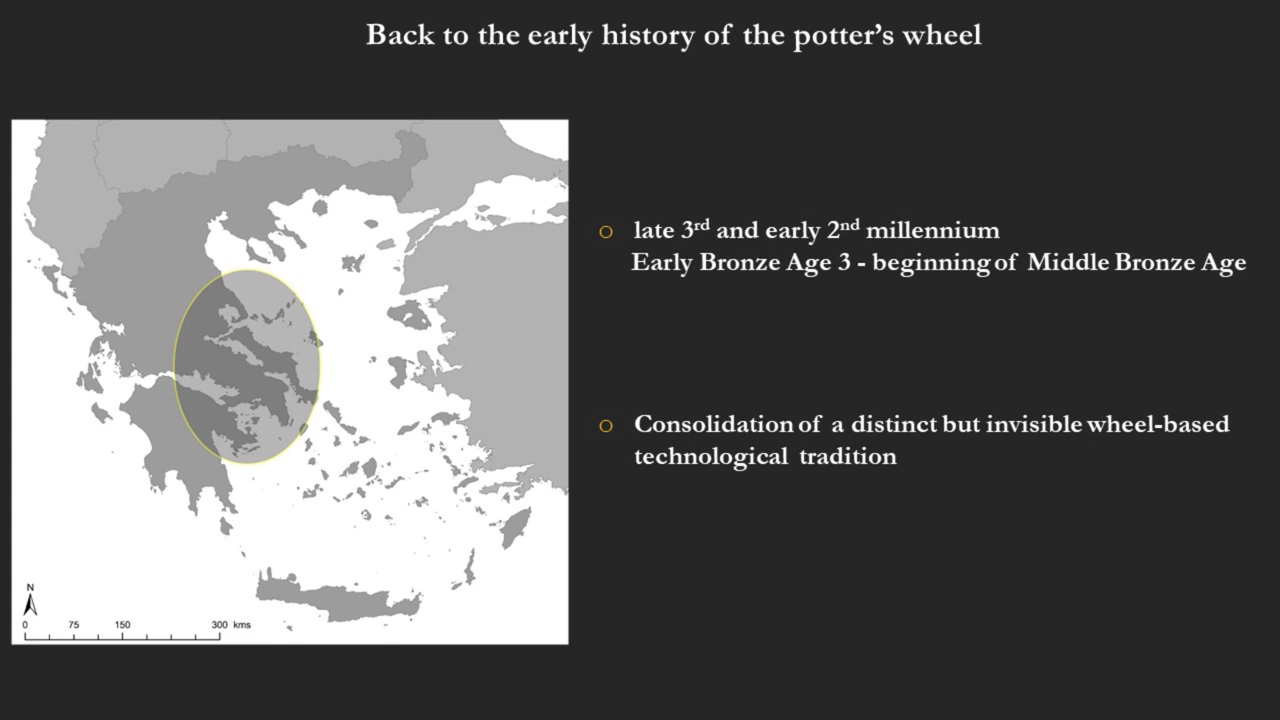 Back to the early history of the potter’s wheel
○ late 3rd and early 2nd millennium
Early Bronze Age 3 - beginning of Middle Bronze Age
○ Consolidation of a distinct but invisible wheel-based
technological tradition
N
0 75 150 300 kms